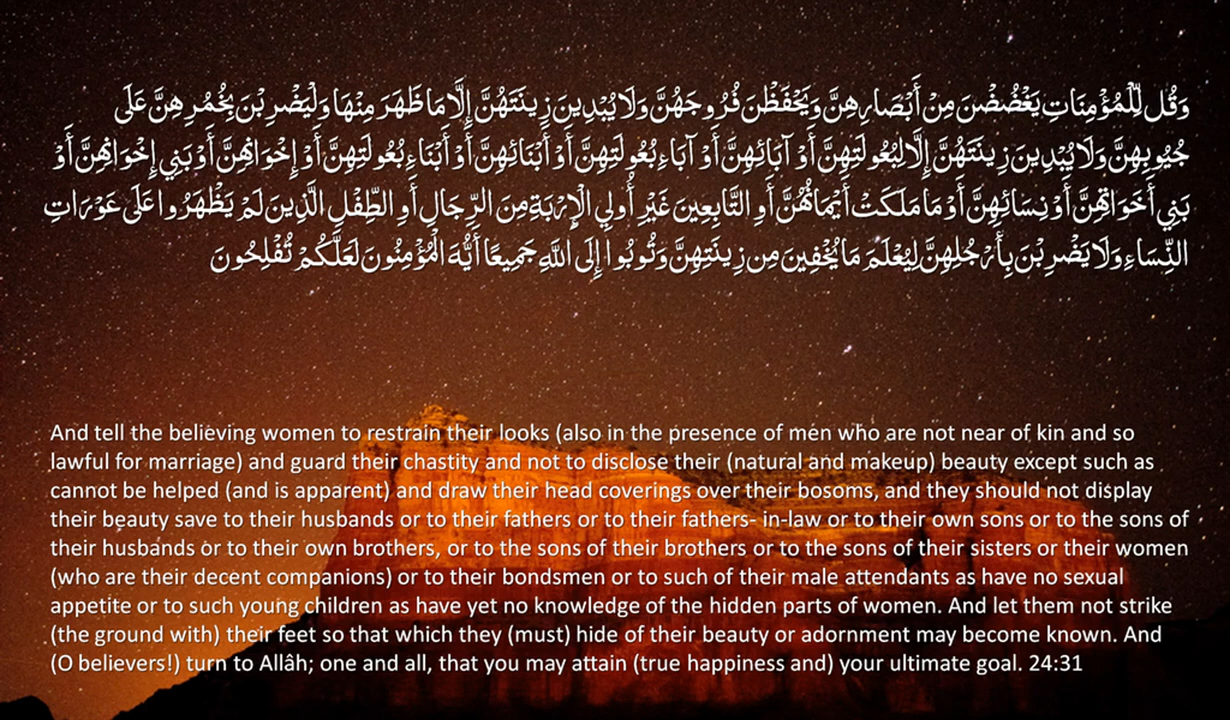 وَقُل لِّلْمُؤْمِنَاتِ يَغْضُضْنَ مِنْ أَبْصَارِهِنَّ وَيَحْفَظْنَ فُرُوجَهُنَّ وَلَا يُبْدِينَ زِينَتَهُنَّ إِلَّا مَا ظَهَرَ مِنْهَا وَلْيَضْرِبْنَ بِخُمُرِهِنَّ عَلَى
جُيُوبِهِنَّ وَلَا يُبْدِينَ زِينَتَهُنَّ إِلَّا لِبُعُولَتِهِنَّ أَوْ آبَائِهِنَّ أَوْ آبَاءِ بُعُولَتِهِنَّ أَوْ أَبْنَائِهِنَّ أَوْ أَبْنَاءِ بُعُولَتِهِنَّ أَوْ إِخْوَانِهِنَّ أَوْ بَنِي إِخْوَانِهِنَّ أَوْ
بَنِي أَخَوَاتِهِنَّ أَوْ نِسَائِهِنَّ أَوْ مَا مَلَكَتْ أَيْمَانُهُنَّ أَوِ التَّابِعِينَ غَيْرِ أُولِي الْإِرْبَةِ مِنَ الرِّجَالِ أَوِ الطِّفْلِ الَّذِينَ لَمْ يَظْهَرُوا عَلَى عَوْرَاتِ
النِّسَاءِ وَلَا يَضْرِبْنَ بِأَرْجُلِهِنَّ لِيُعْلَمَ مَا يُخْفِينَ مِن زِينَتِهِنَّ وَتُوبُوا إِلَى اللَّهِ جَمِيعًا أَيُّهَ الْمُؤْمِنُونَ لَعَلَّكُمْ تُفْلِحُونَ
And tell the believing women to restrain their looks (also in the presence of men who are not near of kin and so
lawful for marriage) and guard their chastity and not to disclose their (natural and makeup) beauty except such as
cannot be helped (and is apparent) and draw their head coverings over their bosoms, and they should not display
their beauty save to their husbands or to their fathers or to their fathers- in-law or to their own sons or to the sons of
their husbands or to their own brothers, or to the sons of their brothers or to the sons of their sisters or their women
(who are their decent companions) or to their bondsmen or to such of their male attendants as have no sexual
appetite or to such young children as have yet no knowledge of the hidden parts of women. And let them not strike
(the ground with) their feet so that which they (must) hide of their beauty or adornment may become known. And
(O believers!) turn to Allâh; one and all, that you may attain (true happiness and) your ultimate goal. 24:31